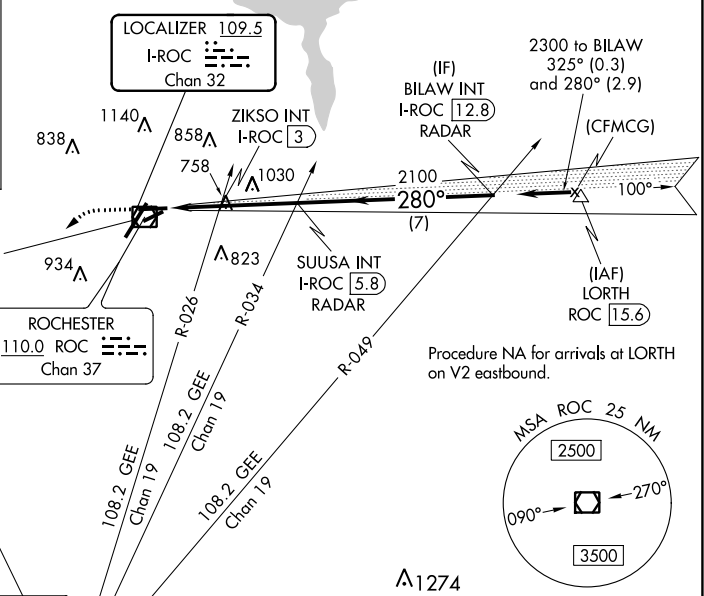 LOCALIZER 109.5
I-ROC
Chan 32
2300 to BILAW
325° (0.3)
and 280° (2.9)
(IF)
BILAW INT
I-ROC 12.8
RADAR
ZIKSO INT
I-ROC 3
1140
838
858
758
1030
(CFMCG)
2100
280°
(7)
100°
934
823
SUUSA INT
I-ROC 5.8
RADAR
(IAF)
LORTH
ROC 15.6
ROCHESTER
110.0 ROC
Chan 37
R-026
R-034
R-049
Procedure NA for arrivals at LORTH
on V2 eastbound.
108.2 GEE
Chan 19
108.2 GEE
Chan 19
108.2 GEE
Chan 19
MSA ROC 25 NM
2500
090°
270°
3500
1274